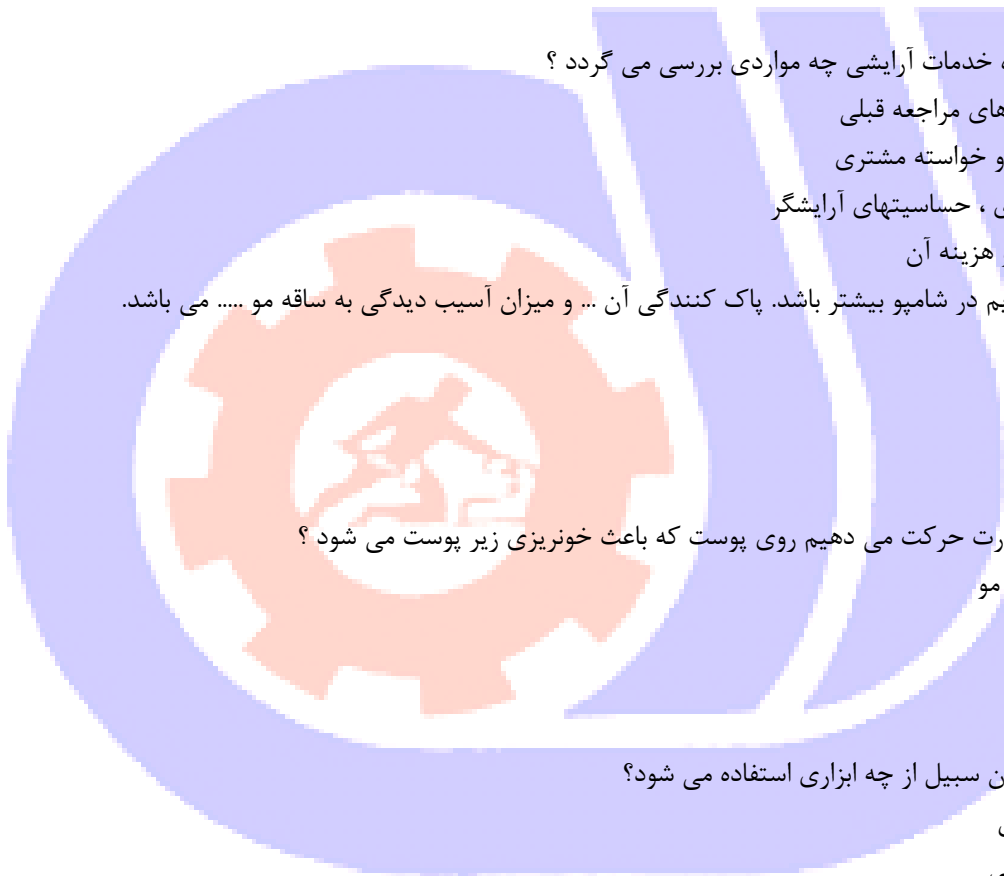 خدمات آرایشی چه مواردی بررسی می گردد ؟
های مراجعه قبلی
و خواسته مشتری
، حساسیتهای آرایشگر
هزینه آن
در شامپو بیشتر باشد. پاک کنندگی آن ... و میزان آسیب دیدگی به ساقه مو ..... می باشد.
حرکت می دهیم روی پوست که باعث خونریزی زیر پوست می شود ؟
مو
سبیل از چه ابزاری استفاده می شود؟